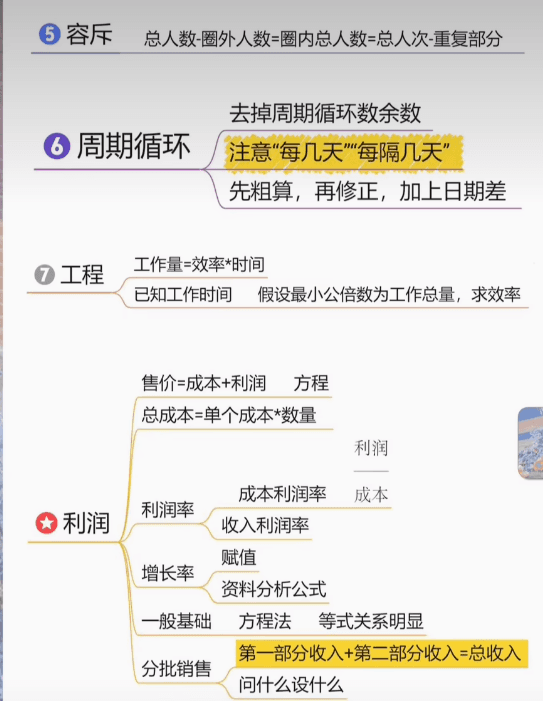 5 容斥 总人数-圈外人数=圈内总人数=总人次-重复部分
去掉周期循环数余数
6 周期循环
注意“每几天”“每隔几天”
先粗算，再修正，加上日期差
7 工程
工作量=效率*时间
已知工作时间 假设最小公倍数为工作总量，求效率
售价=成本+利润 方程
总成本=单个成本*数量
利润
利润率
成本利润率
利润
成本
收入利润率
增长率
赋值
资料分析公式
一般基础 方程法 等式关系明显
分批销售
第一部分收入+第二部分收入=总收入
问什么设什么